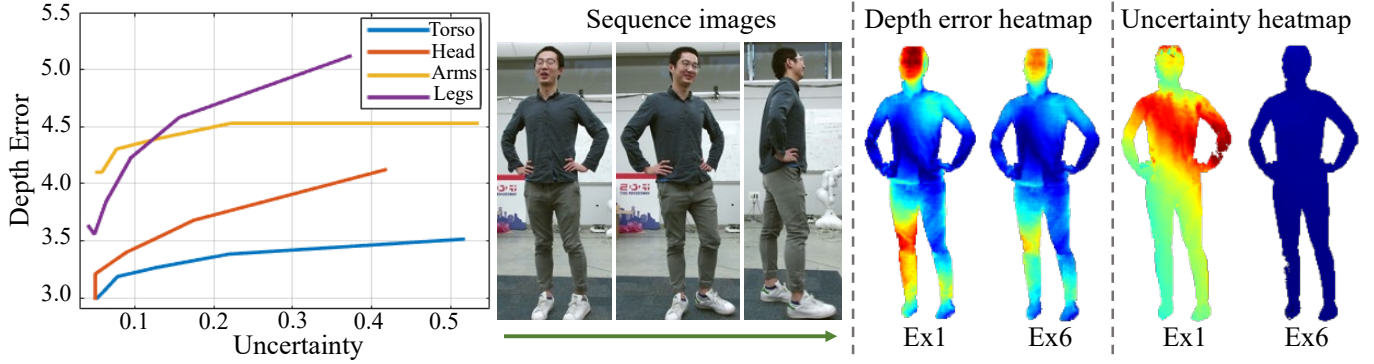 5.5
5.0
4.5
4.0
3.5
3.0
Depth Error
Torso
Head
Arms
Legs
0.1 0.2 0.3 0.4 0.5
Uncertainty
Sequence images
Depth error heatmap
Ex1 Ex6
Uncertainty heatmap
Ex1 Ex6